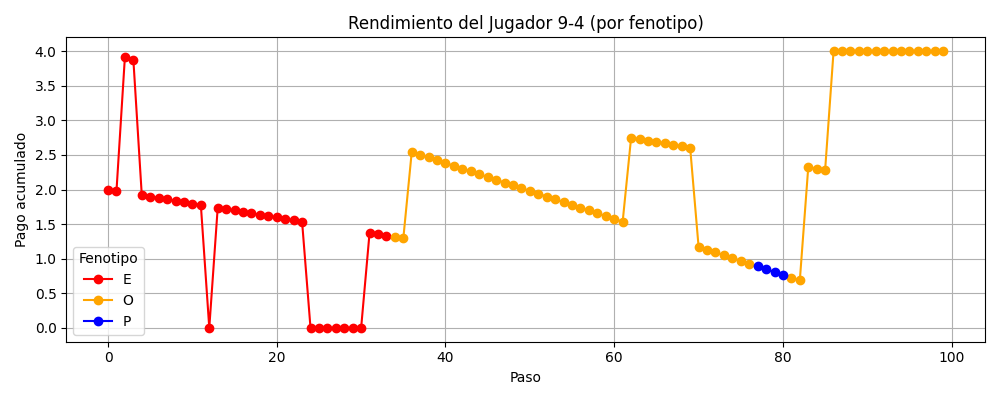 Rendimiento del Jugador 9-4 (por fenotipo)
Pago acumulado
4.0
3.5
3.0
2.5
2.0
1.5
1.0
0.5
0.0
Fenotipo
E
O
P
0
20
40
60
80
100
Paso